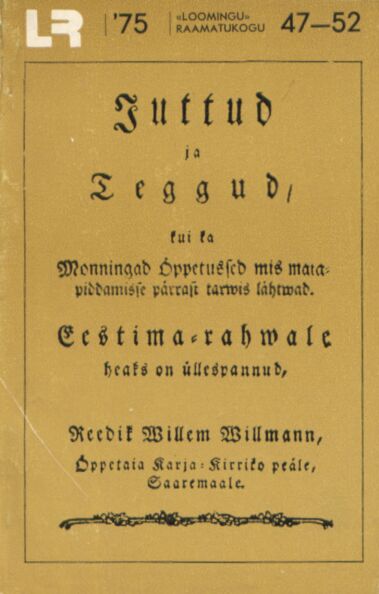 LR '75 «LOOMINGU» RAAMATUKOGU 47—52
Juttud
ja
Teggud,
kui ka
Monningad Öppetussed mis maia-
piddamisse pärrast tarwis lähtwad.
Eestima-rahwale
heaks on üllespannud,
Reedik Willem Willmann,
Öppetaia Karja-Kirriko peäle,
Saaremaale.